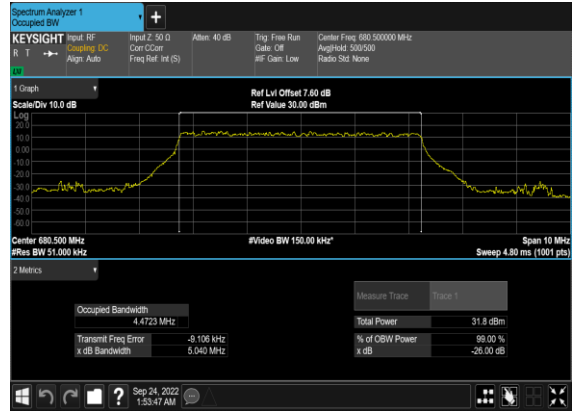 Spectrum Analyzer 1
Occupied BW
KEYSIGHT
R T
LXI
Input: RF
Coupling: DC
Align: Auto
Input Z: 50 Ω
Corr CCorr
Freq Ref: Int (S)
Atten: 40 dB
Trig: Free Run
Gate: Off
#IF Gain: Low
Center Freq: 680.500000 MHz
Avg|Hold: 500/500
Radio Std: None
1 Graph
Scale/Div 10.0 dB
Ref Lvl Offset 7.60 dB
Ref Value 30.00 dBm
Log
20.0
10.0
0.00
-10.0
-20.0
-30.0
-40.0
-50.0
-60.0
Center 680.500 MHz
#Res BW 51.000 kHz
#Video BW 150.00 kHz*
Span 10 MHz
Sweep 4.80 ms (1001 pts)
2 Metrics
Measure Trace Trace 1
Occupied Bandwidth
4.4723 MHz
Total Power 31.8 dBm
Transmit Freq Error -9.106 kHz
% of OBW Power 99.00 %
x dB Bandwidth 5.040 MHz
x dB -26.00 dB
?
Sep 24, 2022
1:53:47 AM